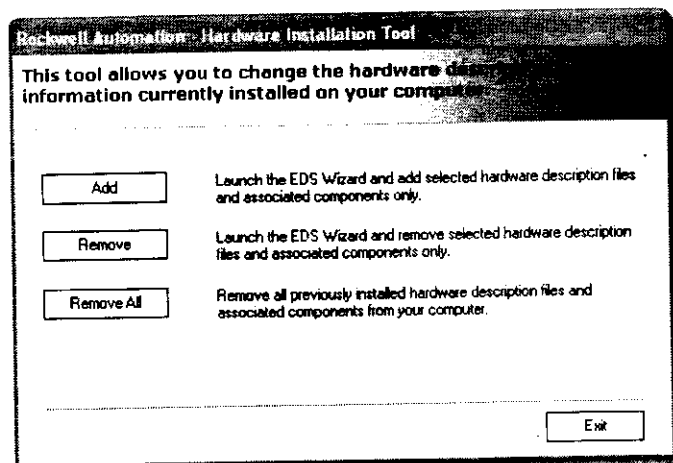 Rockwell Automation - Hardware Installation Tool
This tool allows you to change the hardware
information currently installed on your computer
Add
Launch the EDS Wizard and add selected hardware description files
and associated components only.
Remove
Launch the EDS Wizard and remove selected hardware description
files and associated components only.
Remove All
Remove all previously installed hardware description files and
associated components from your computer.
Exit